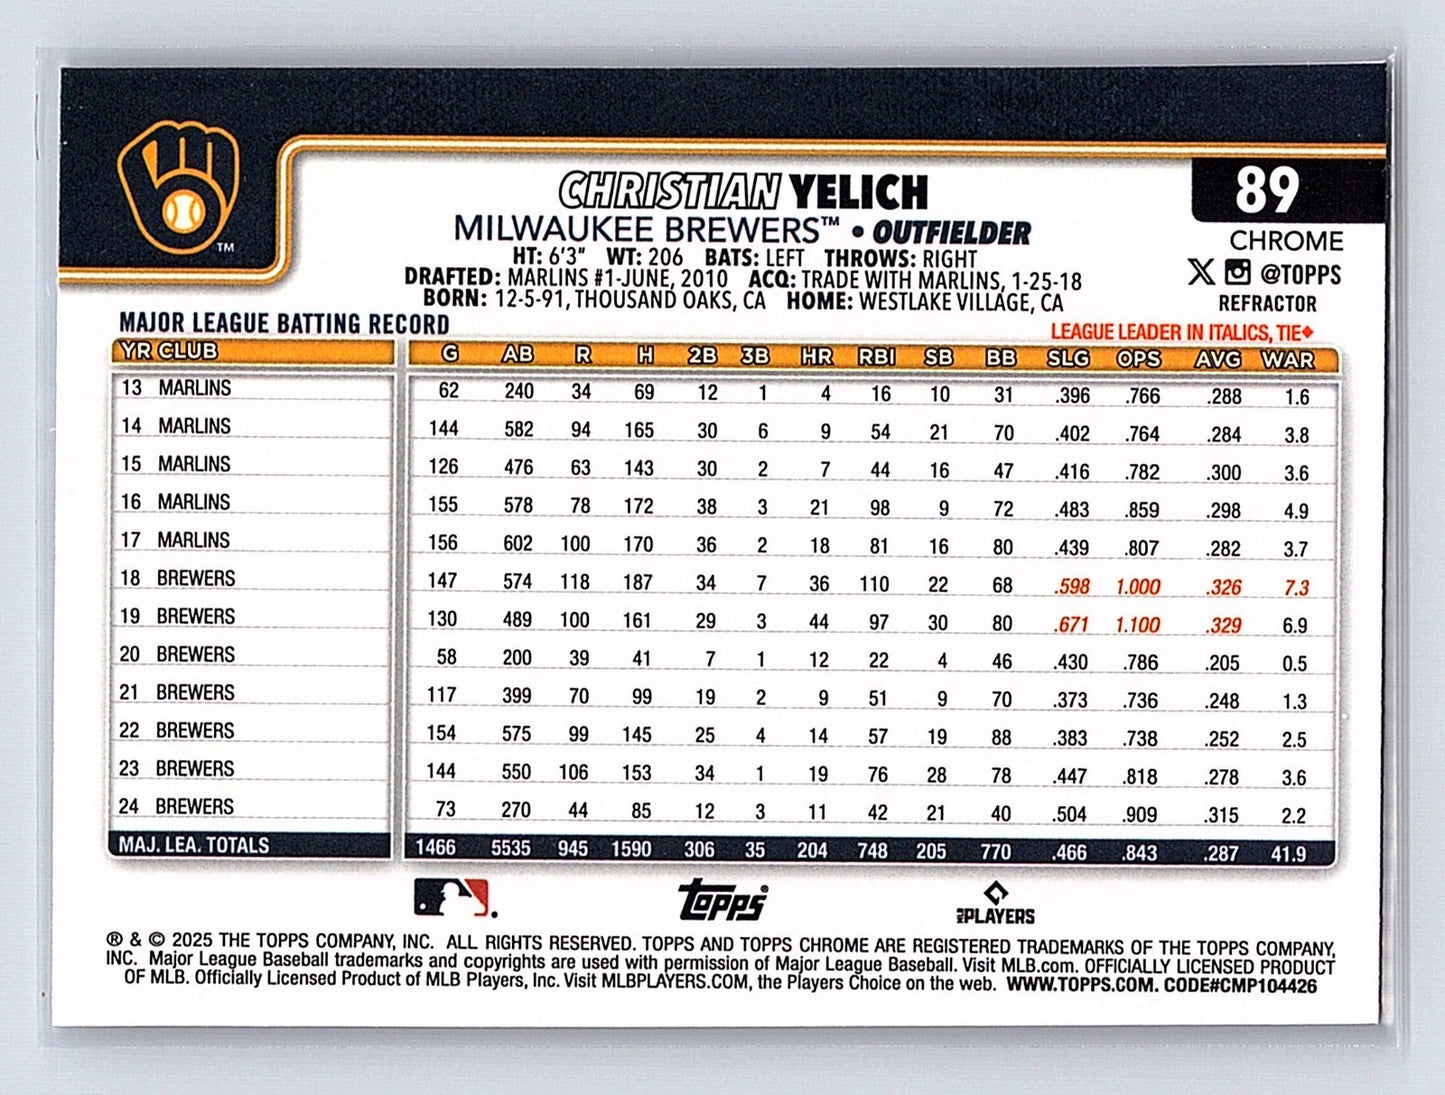 CHRISTIAN YELICH
89
MILWAUKEE BREWERS™ • OUTFIELDER
CHROME
HT: 6'3" WT: 206 BATS: LEFT THROWS: RIGHT
@TOPPS
DRAFTED: MARLINS #1-JUNE, 2010 ACQ: TRADE WITH MARLINS, 1-25-18
BORN: 12-5-91, THOUSAND OAKS, CA HOME: WESTLAKE VILLAGE, CA
REFRACTOR
TM
MAJOR LEAGUE BATTING RECORD
LEAGUE LEADER IN ITALICS, TIE◆
YR CLUB G AB R H 2B 3B HR RBI SB BB SLG OPS AVG WAR
13 MARLINS 62 240 34 69 12 1 4 16 10 31 .396 .766 .288 1.6
14 MARLINS 144 582 94 165 30 6 9 54 21 70 .402 .764 .284 3.8
15 MARLINS 126 476 63 143 30 2 7 44 16 47 .416 .782 .300 3.6
16 MARLINS 155 578 78 172 38 3 21 98 9 72 .483 .859 .298 4.9
17 MARLINS 156 602 100 170 36 2 18 81 16 80 .439 .807 .282 3.7
18 BREWERS 147 574 118 187 34 7 36 110 22 68 .598 1.000 .326 7.3
19 BREWERS 130 489 100 161 29 3 44 97 30 80 .671 1.100 .329 6.9
20 BREWERS 58 200 39 41 7 1 12 22 4 46 .430 .786 .205 0.5
21 BREWERS 117 399 70 99 19 2 9 51 9 70 .373 .736 .248 1.3
22 BREWERS 154 575 99 145 25 4 14 57 19 88 .383 .738 .252 2.5
23 BREWERS 144 550 106 153 34 1 19 76 28 78 .447 .818 .278 3.6
24 BREWERS 73 270 44 85 12 3 11 42 21 40 .504 .909 .315 2.2
MAJ. LEA. TOTALS 1466 5535 945 1590 306 35 204 748 205 770 .466 .843 .287 41.9
Topps®
MLB PLAYERS
® & © 2025 THE TOPPS COMPANY, INC. ALL RIGHTS RESERVED. TOPPS AND TOPPS CHROME ARE REGISTERED TRADEMARKS OF THE TOPPS COMPANY,
INC. Major League Baseball trademarks and copyrights are used with permission of Major League Baseball. Visit MLB.com. OFFICIALLY LICENSED PRODUCT
OF MLB. Officially Licensed Product of MLB Players, Inc. Visit MLBPLAYERS.COM, the Players Choice on the web. WWW.TOPPS.COM. CODE#CMP104426